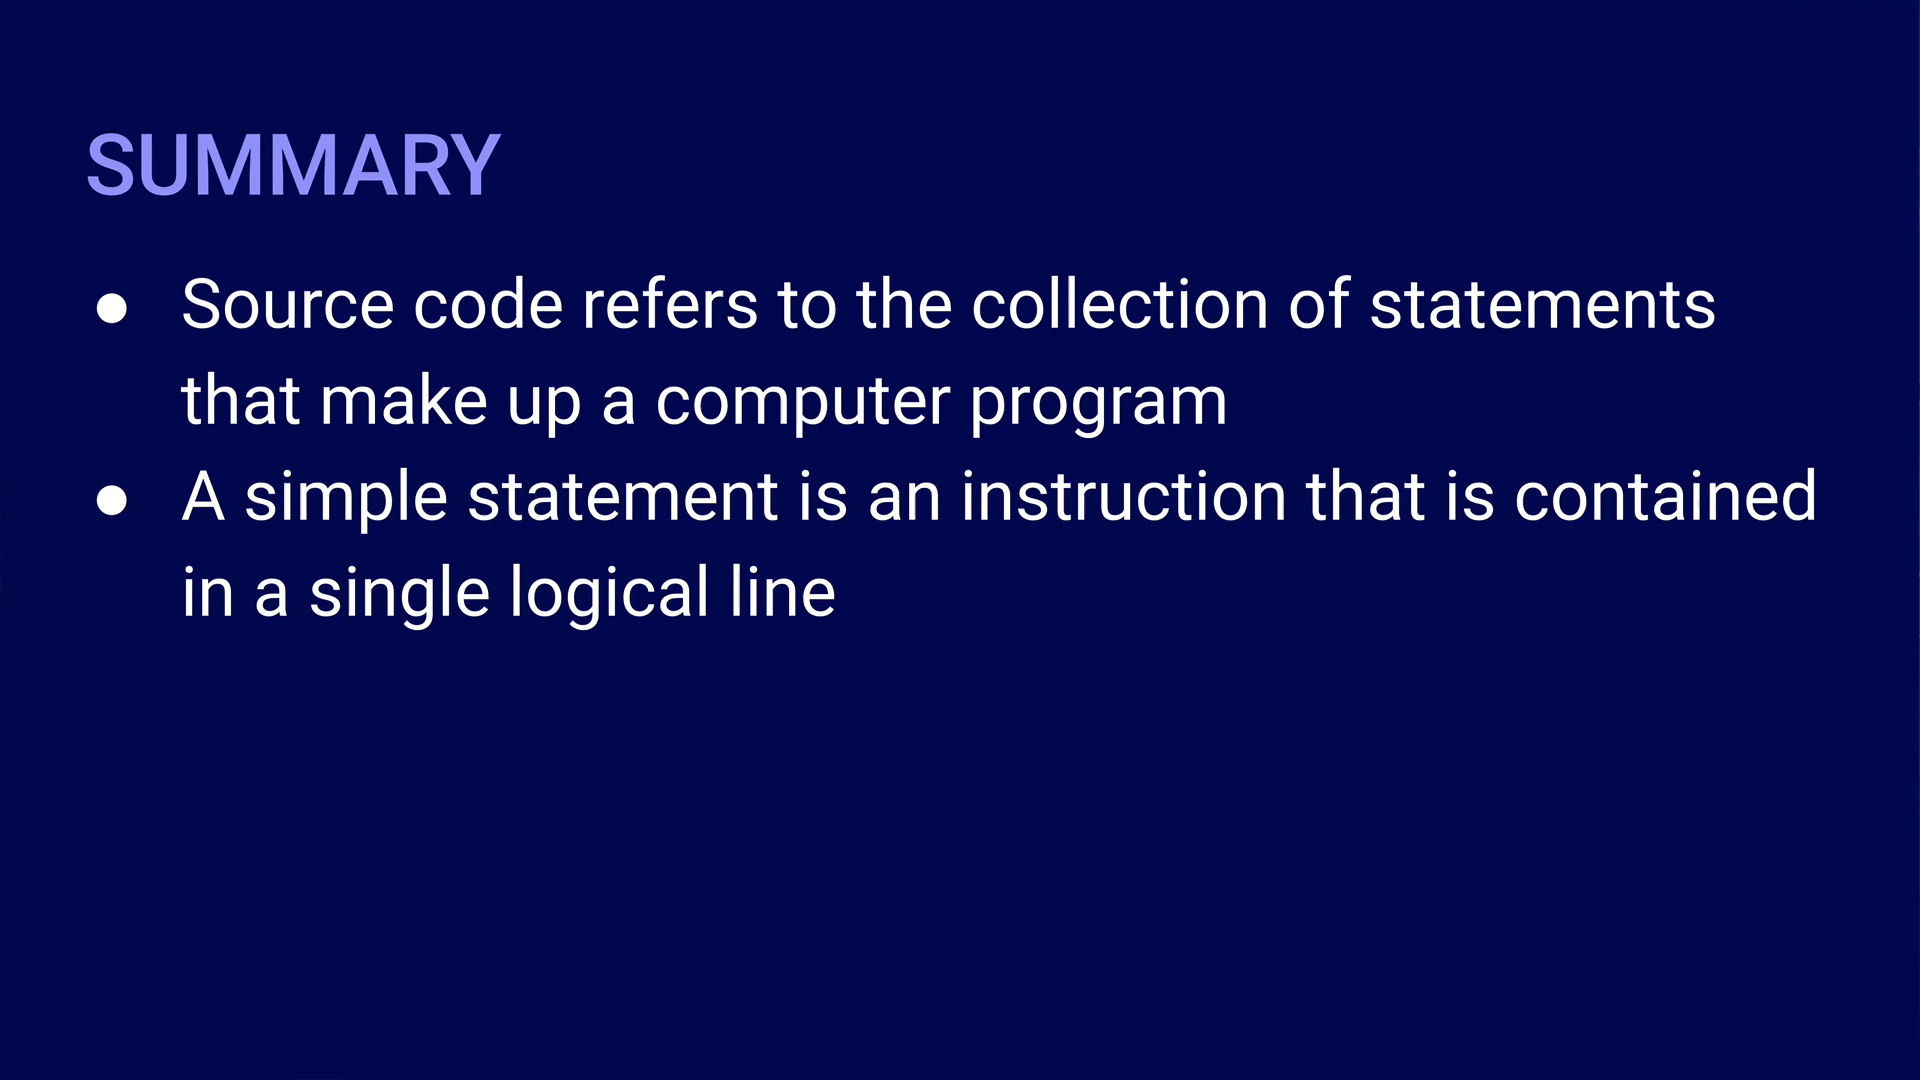 SUMMARY
● Source code refers to the collection of statements
that make up a computer program
● A simple statement is an instruction that is contained
in a single logical line